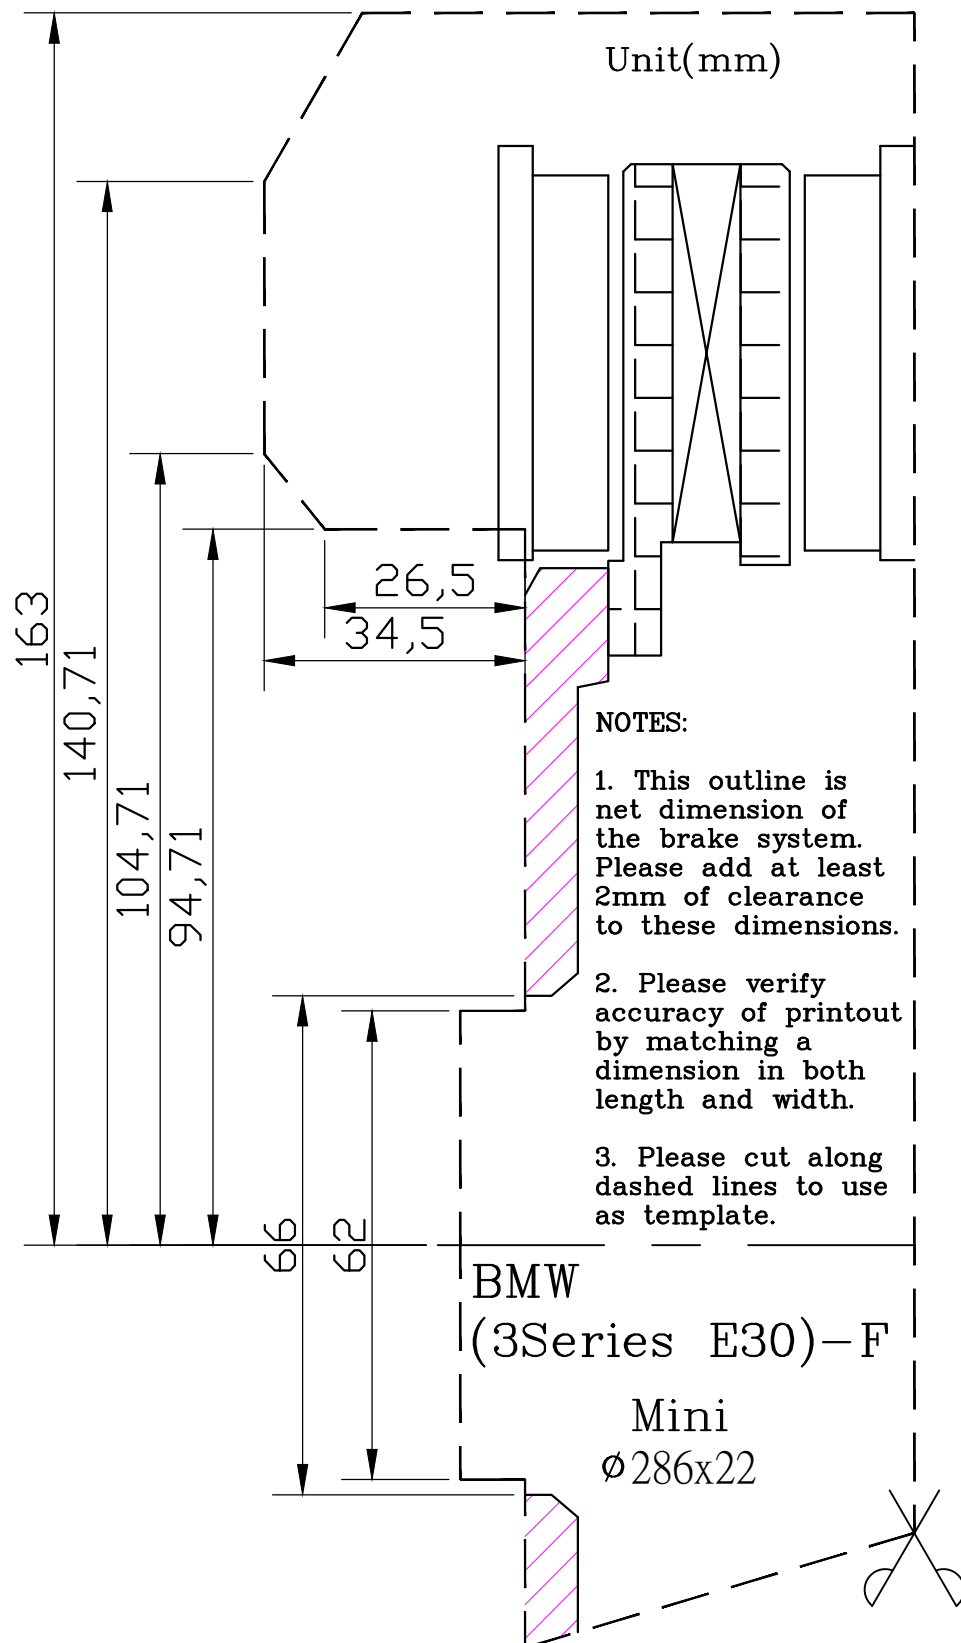 Unit(mm)
26,5
34,5
163
140,71
104,71
94,71
66
62
NOTES:
1. This outline is
net dimension of
the brake system.
Please add at least
2mm of clearance
to these dimensions.
2. Please verify
accuracy of printout
by matching a
dimension in both
length and width.
3. Please cut along
dashed lines to use
as template.
BMW
(3Series E30)-F
Mini
Ø286x22